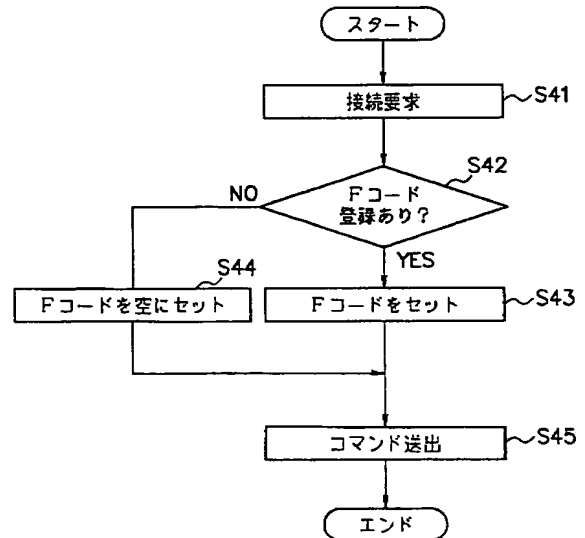 スタート
接続要求
S41
S42
Fコード
登録あり?
NO
YES
S44
Fコードを空にセット
Fコードをセット
S43
コマンド送出
S45
エンド